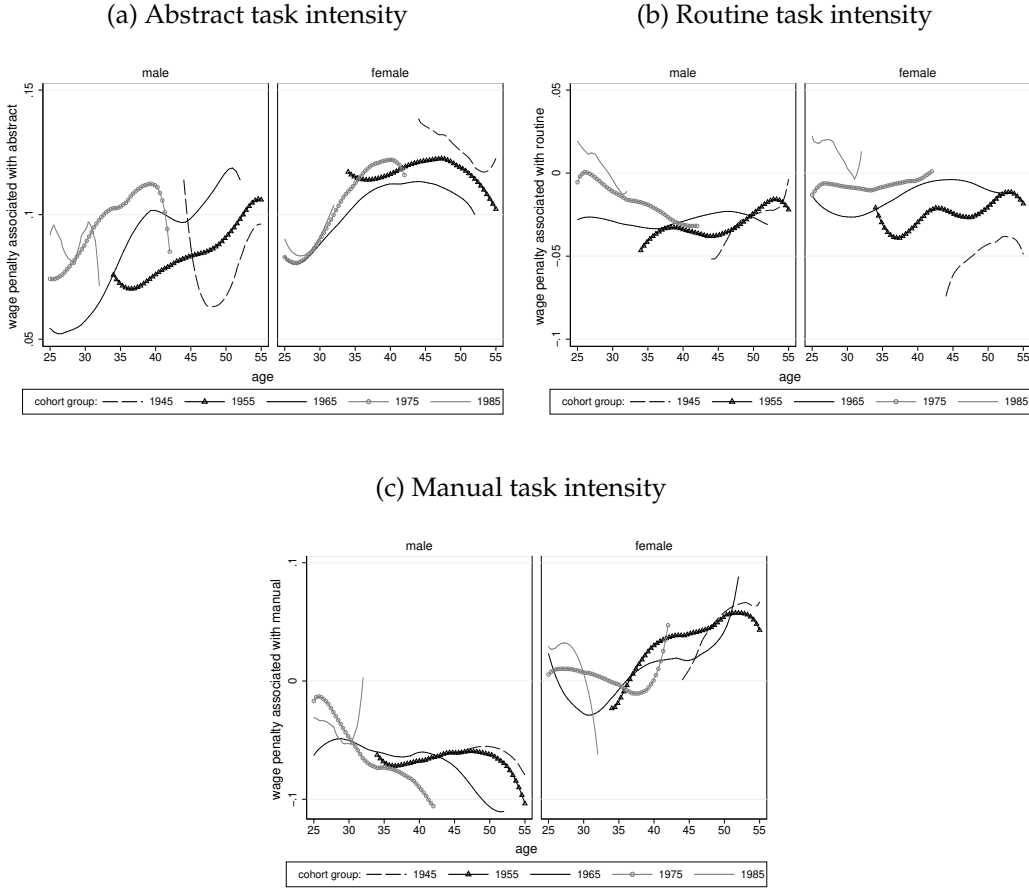 (a) Abstract task intensity
(b) Routine task intensity
male
female
.15
.1
.05
wage penalty associated with abstract
25 30 35 40 45 50 55
25 30 35 40 45 50 55
age
cohort group: 1945 1955 1965 1975 1985
male
female
.05
0
-.05
-.1
wage penalty associated with routine
25 30 35 40 45 50 55
25 30 35 40 45 50 55
age
cohort group: 1945 1955 1965 1975 1985
(c) Manual task intensity
male
female
.1
0
-.1
wage penalty associated with manual
25 30 35 40 45 50 55
25 30 35 40 45 50 55
age
cohort group: 1945 1955 1965 1975 1985